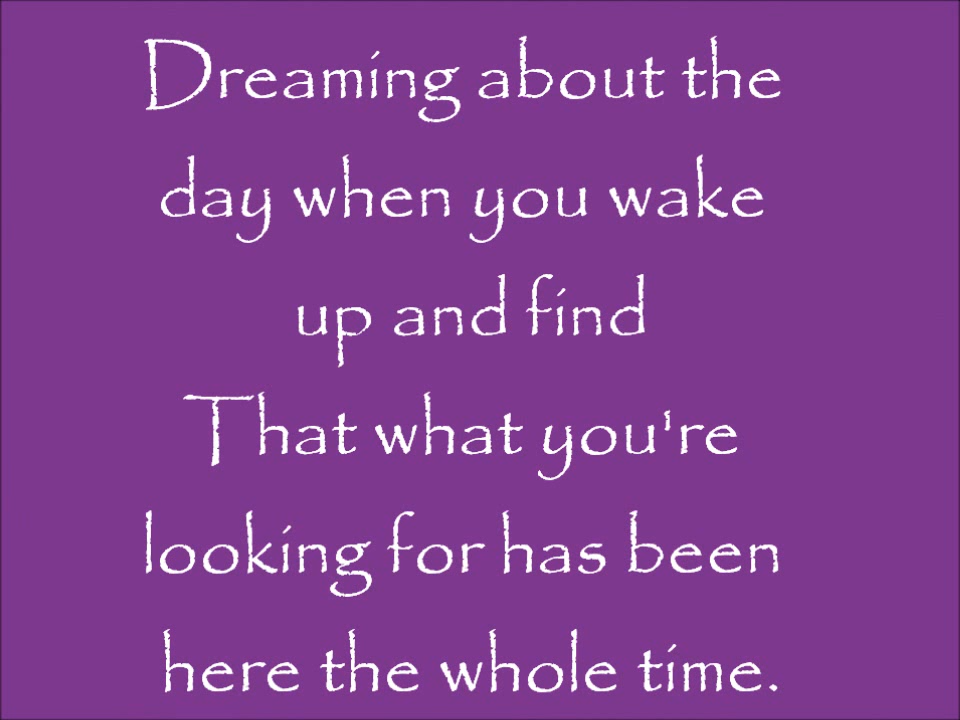 Dreaming about the
day when you wake
up and find
That what you're
looking for has been
here the whole time.